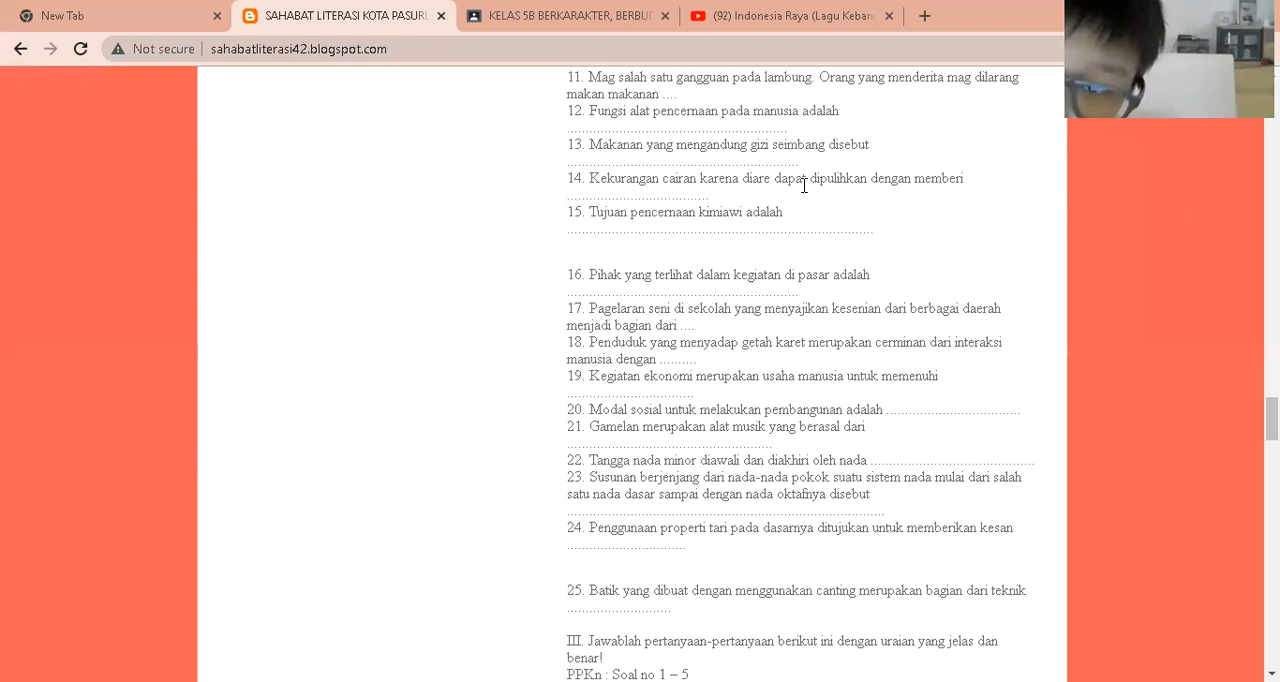 New Tab
SAHABAT LITERASI KOTA PASURU
KELAS 5B BERKARAKTER, BERBUD
(92) Indonesia Raya (Lagu Keban
Not secure
sahabatliterasi42.blogspot.com
11. Mag salah satu gangguan pada lambung. Orang yang menderita mag dilarang
makan makanan ....
12. Fungsi alat pencernaan pada manusia adalah
..........................................................
13. Makanan yang mengandung gizi seimbang disebut
.............................................................
14. Kekurangan cairan karena diare dapat dipulihkan dengan memberi
.....................................
15. Tujuan pencernaan kimiawi adalah
.................................................................................
16. Pihak yang terlihat dalam kegiatan di pasar adalah
.............................................................
17. Pagelaran seni di sekolah yang menyajikan kesenian dari berbagai daerah
menjadi bagian dari ....
18. Penduduk yang menyadap getah karet merupakan cerminan dari interaksi
manusia dengan ..........
19. Kegiatan ekonomi merupakan usaha manusia untuk memenuhi
.................................
20. Modal sosial untuk melakukan pembangunan adalah ....................................
21. Gamelan merupakan alat musik yang berasal dari
......................................................
22. Tangga nada minor diawali dan diakhiri oleh nada ............................................
23. Susunan berjenjang dari nada-nada pokok suatu sistem nada mulai dari salah
satu nada dasar sampai dengan nada oktafnya disebut
....................................................................................
24. Penggunaan properti tari pada dasarnya ditujukan untuk memberikan kesan
...............................
25. Batik yang dibuat dengan menggunakan canting merupakan bagian dari teknik
...........................
III. Jawablah pertanyaan-pertanyaan berikut ini dengan uraian yang jelas dan
benar!
PPKn : Soal no 1 – 5